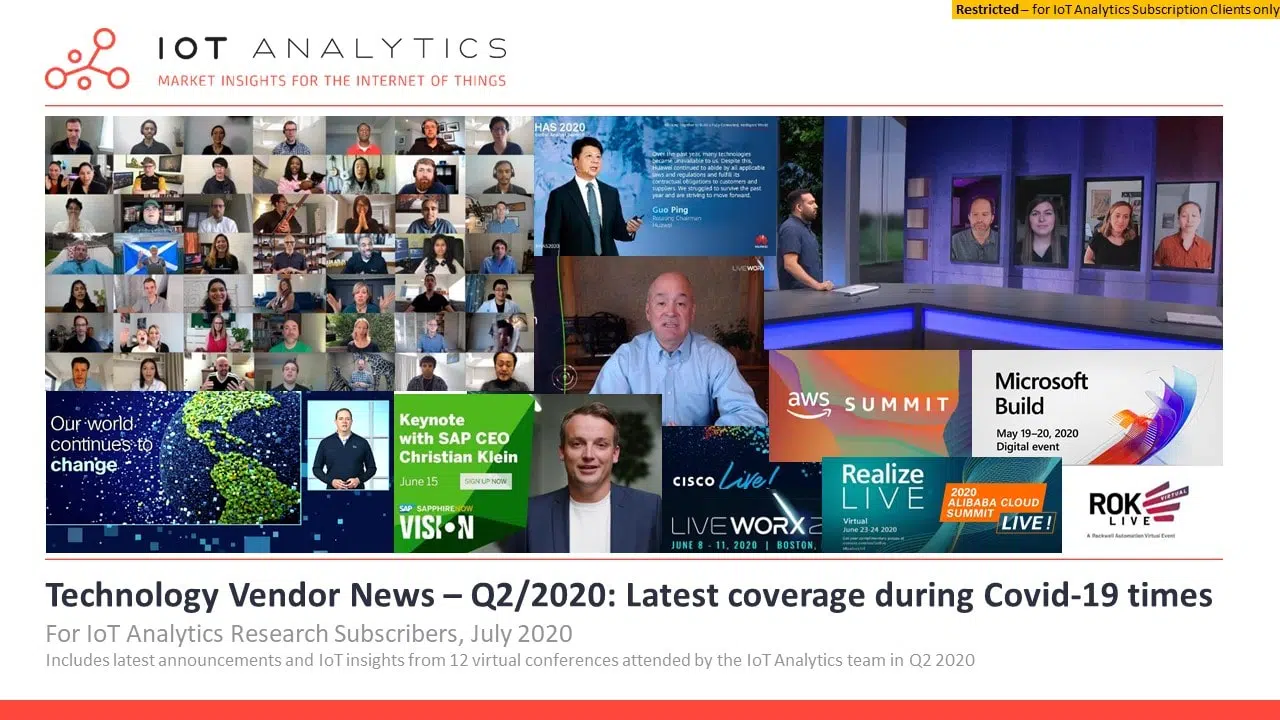 Restricted – for IoT Analytics Subscription Clients only
IOT ANALYTICS
MARKET INSIGHTS FOR THE INTERNET OF THINGS
HAS 2020
Over the past year, many technologies
became unavailable to us. Despite this,
Huawei continued to abide by all applicable
laws and regulations and fulfill its
contractual obligations to customers and
suppliers. We struggled to survive the past
year and are striving to move forward.
Guo Ping
Rotating Chairman
Huawei
#HAS2020
LIVEWORX
aws SUMMIT
Microsoft
Build
May 19–20, 2020
Digital event
Our world
continues to
change
Keynote
with SAP CEO
Christian Klein
June 15
SIGN UP NOW
SAP SAPPHIRE NOW
VISION
CISCO Live!
LIVEWORX 2
JUNE 8 - 11, 2020 | BOSTON,
Realize
LIVE
Virtual
June 23-24 2020
2020
ALIBABA CLOUD
SUMMIT
LIVE!
ROK
LIVE
VIRTUAL
A Rockwell Automation Virtual Event
Technology Vendor News – Q2/2020: Latest coverage during Covid-19 times
For IoT Analytics Research Subscribers, July 2020
Includes latest announcements and IoT insights from 12 virtual conferences attended by the IoT Analytics team in Q2 2020